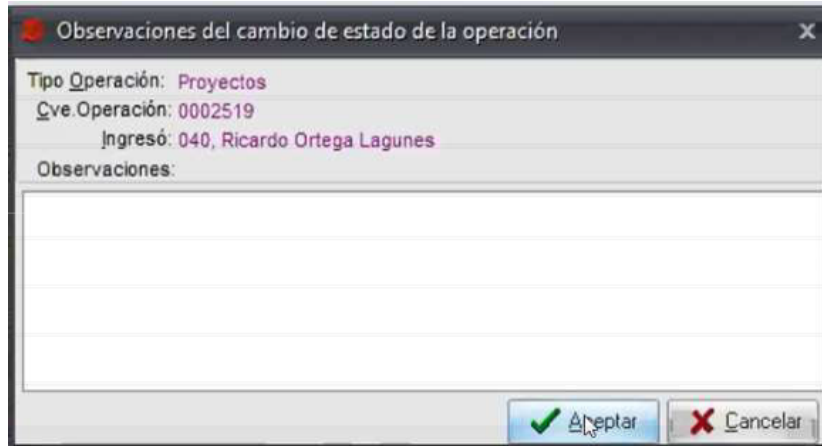 Observaciones del cambio de estado de la operación
Tipo Operación: Proyectos
Cve.Operación: 0002519
Ingresó: 040, Ricardo Ortega Lagunes
Observaciones:
Aceptar Cancelar